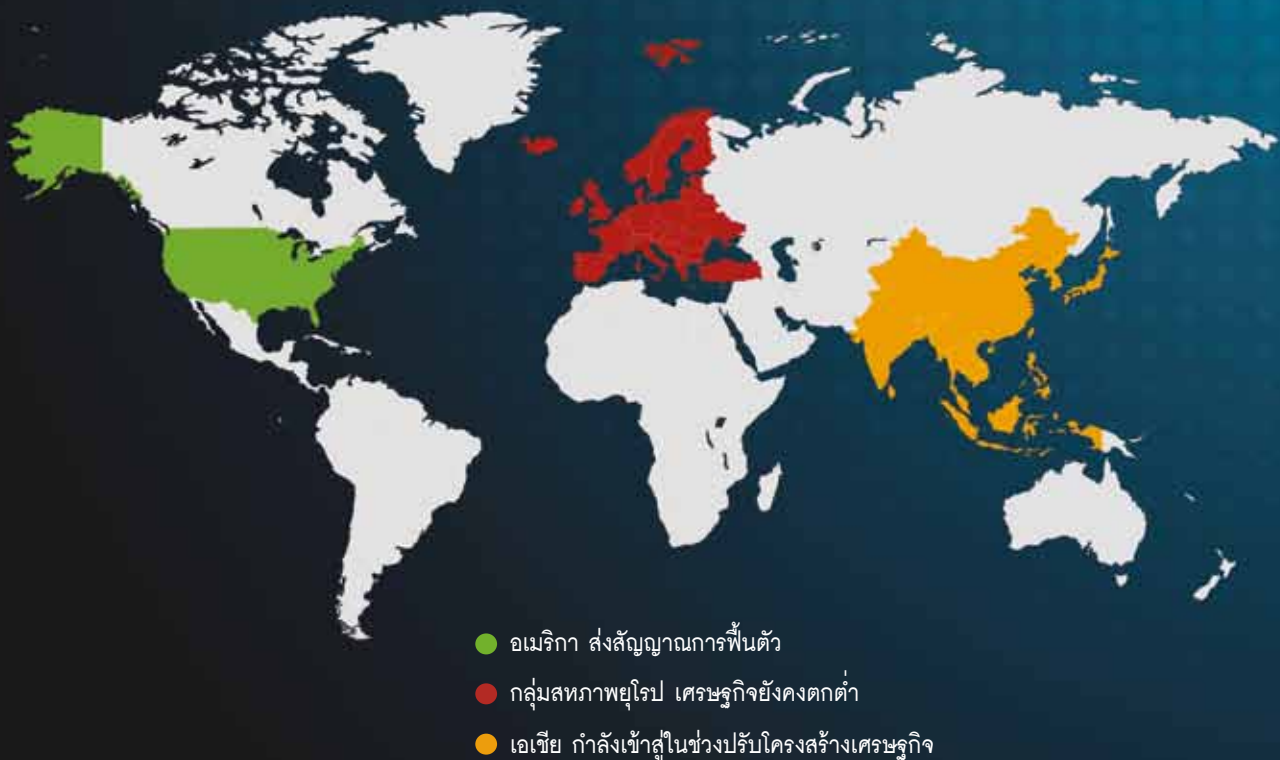 อเมริกา ส่งสัญญาณการฟื้นตัว
กลุ่มสหภาพยุโรป เศรษฐกิจยังคงตกต่ำ
เอเชีย กำลังเข้าสู่ในช่วงปรับโครงสร้างเศรษฐกิจ